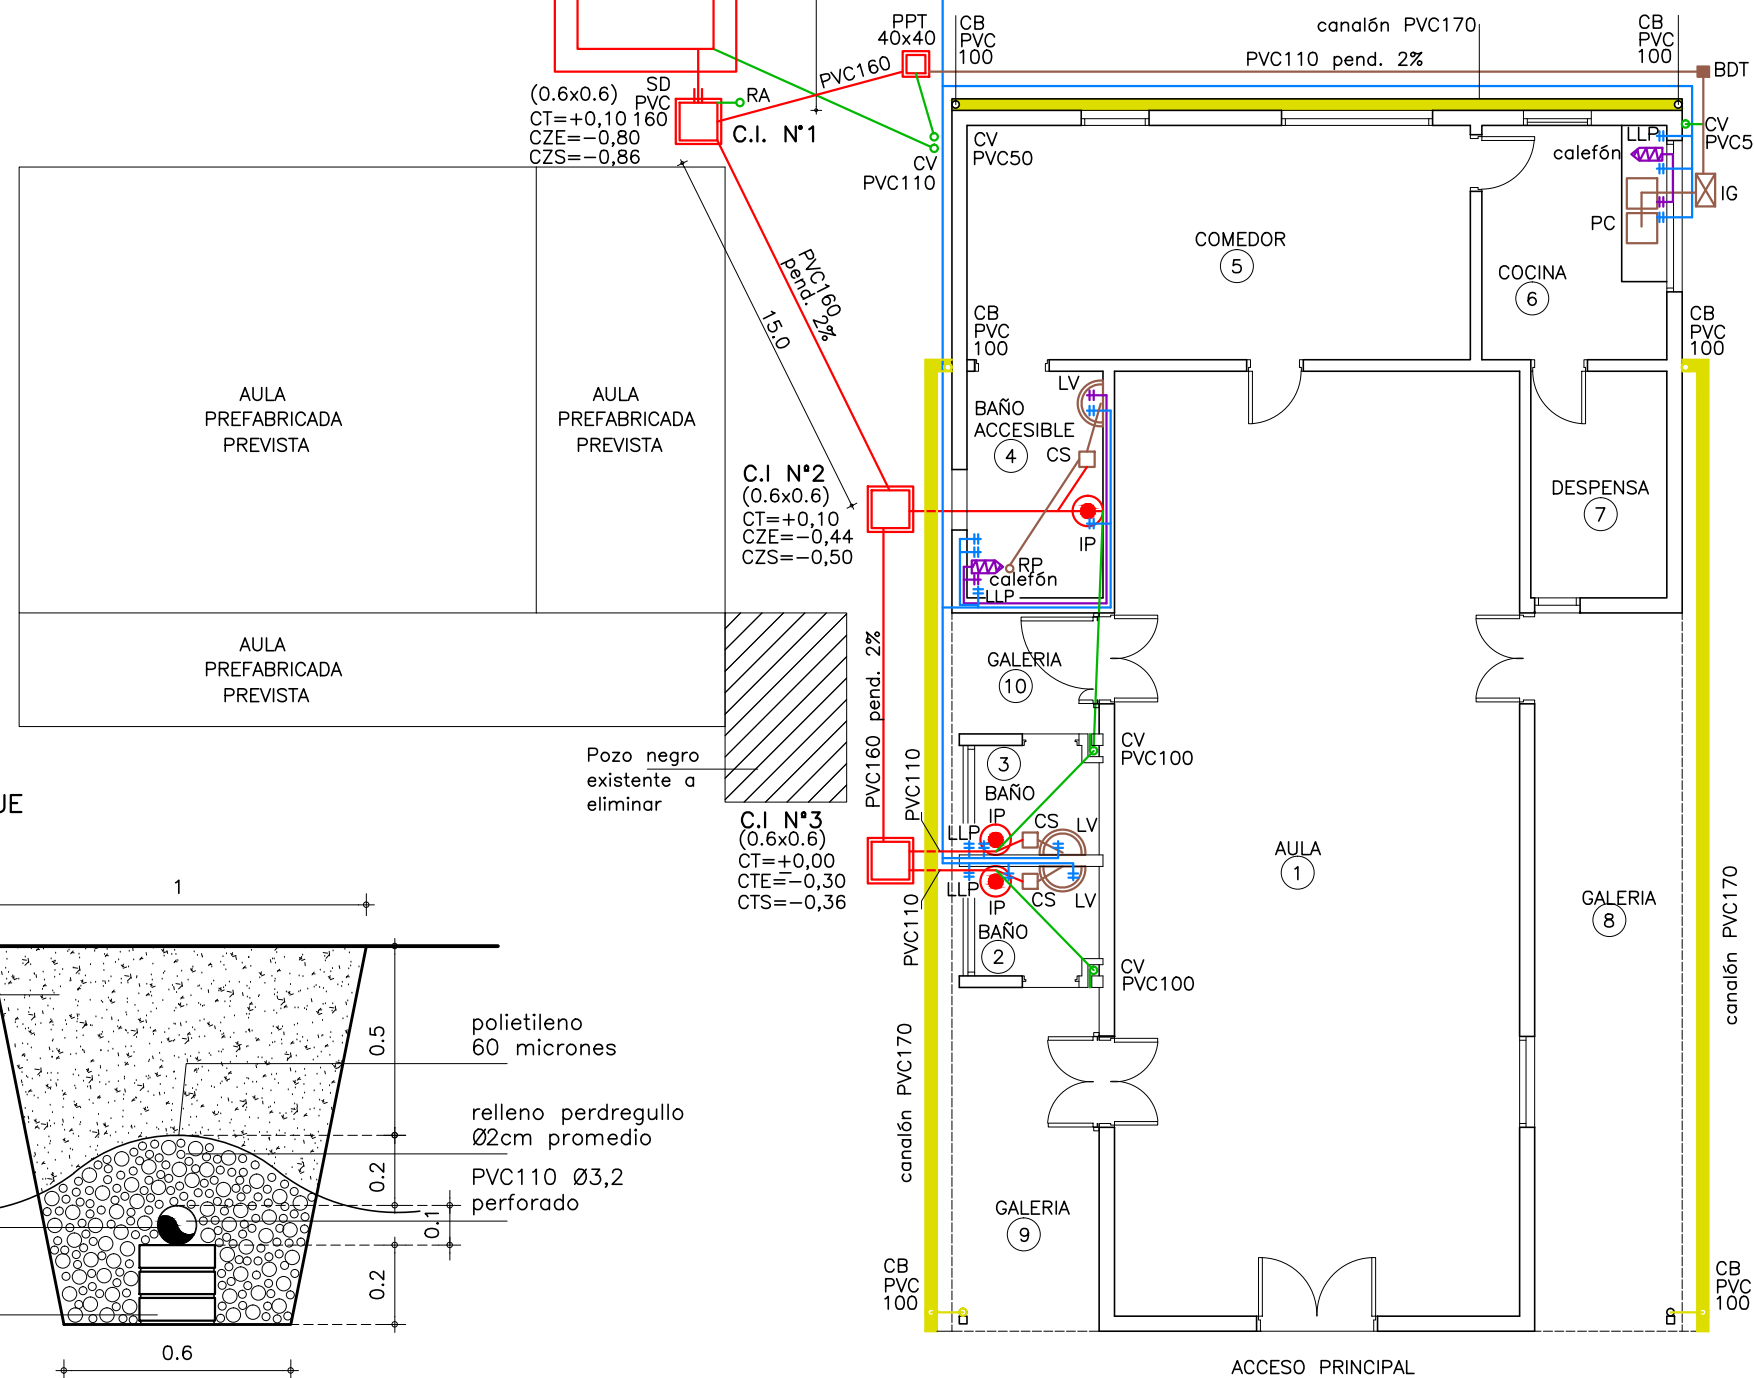 PPT
40x40
CB
PVC
100
canalón PVC170
CB
PVC
100
PVC110 pend. 2%
BDT
PVC160
SD
PVC
160
RA
(0.6x0.6)
CT=+0,10
CZE=-0,80
CZS=-0,86
C.I. N°1
CV
PVC110
CV
PVC50
LLP
CV
PVC5
calefón
IG
PC
COMEDOR
5
COCINA
6
PVC160
pend. 2%
15.0
CB
PVC
100
CB
PVC
100
AULA
PREFABRICADA
PREVISTA
AULA
PREFABRICADA
PREVISTA
LV
BAÑO
ACCESIBLE
4
CS
C.I Nº2
(0.6x0.6)
CT=+0,10
CZE=-0,44
CZS=-0,50
DESPENSA
7
IP
RP
calefón
LLP
AULA
PREFABRICADA
PREVISTA
PVC160 pend. 2%
GALERIA
10
Pozo negro
existente a
eliminar
PVC110
CV
PVC100
3
BAÑO
IP
CS
LV
LLP
UE
C.I Nº3
(0.6x0.6)
CT=±0,00
CTE=-0,30
CTS=-0,36
AULA
1
LLP
IP
CS
LV
PVC110
BAÑO
2
CV
PVC100
GALERIA
8
canalón PVC170
1
0.5
polietileno
60 micrones
canalón PVC170
relleno perdregullo
Ø2cm promedio
0.2
PVC110 Ø3,2
perforado
0.1
0.2
0.6
GALERIA
9
CB
PVC
100
CB
PVC
100
ACCESO PRINCIPAL